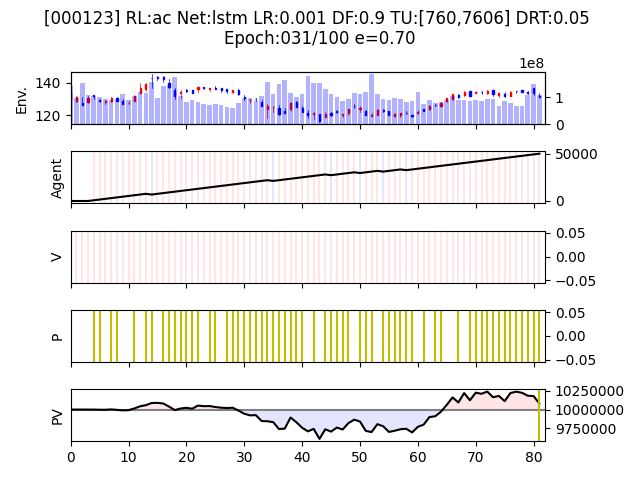 [000123] RL:ac Net:lstm LR:0.001 DF:0.9 TU:[760,7606] DRT:0.05
Epoch:031/100 e=0.70
1e8
Env.
140
120
1
0
Agent
50000
0
V
0.05
0.00
−0.05
P
0.05
0.00
−0.05
PV
10250000
10000000
9750000
0 10 20 30 40 50 60 70 80